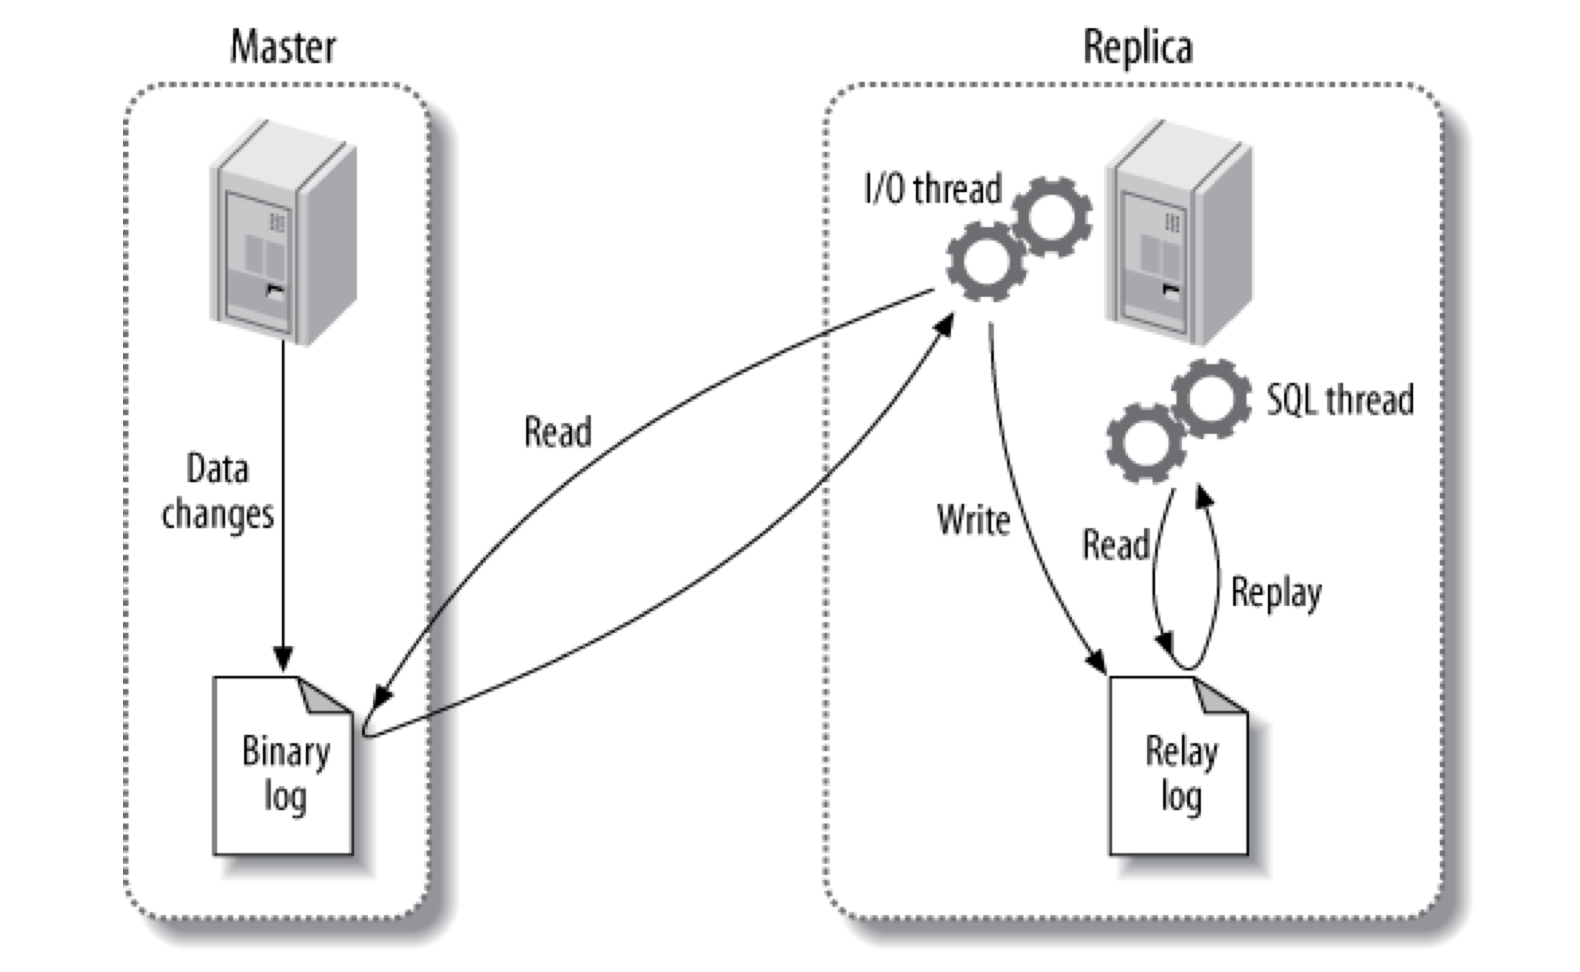 Master
Replica
I/O thread
SQL thread
Read
Data
changes
Write
Read
Replay
Binary
log
Relay
log